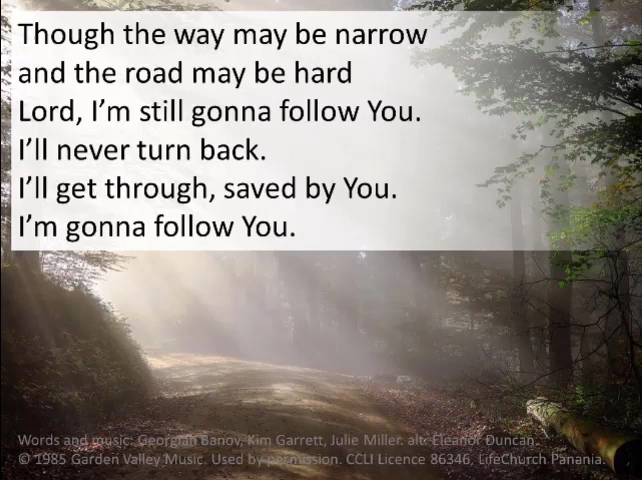 Though the way may be narrow
and the road may be hard
Lord, I'm still gonna follow You.
I'll never turn back.
I'll get through, saved by You.
I'm gonna follow You.
Words and music: Georgian Banov, Kim Garrett, Julie Miller. alt. Eleanor Duncan.
© 1985 Garden Valley Music. Used by permission. CCLI Licence 86346, LifeChurch Panania.